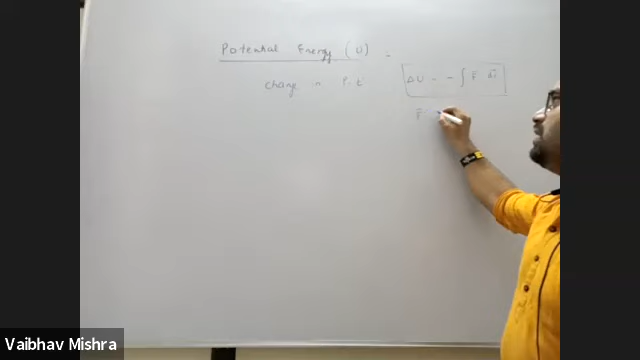 Potential Energy (U) :
Change in P.E ΔU = - ∫ F⃗ dr⃗
F⃗
Vaibhav Mishra